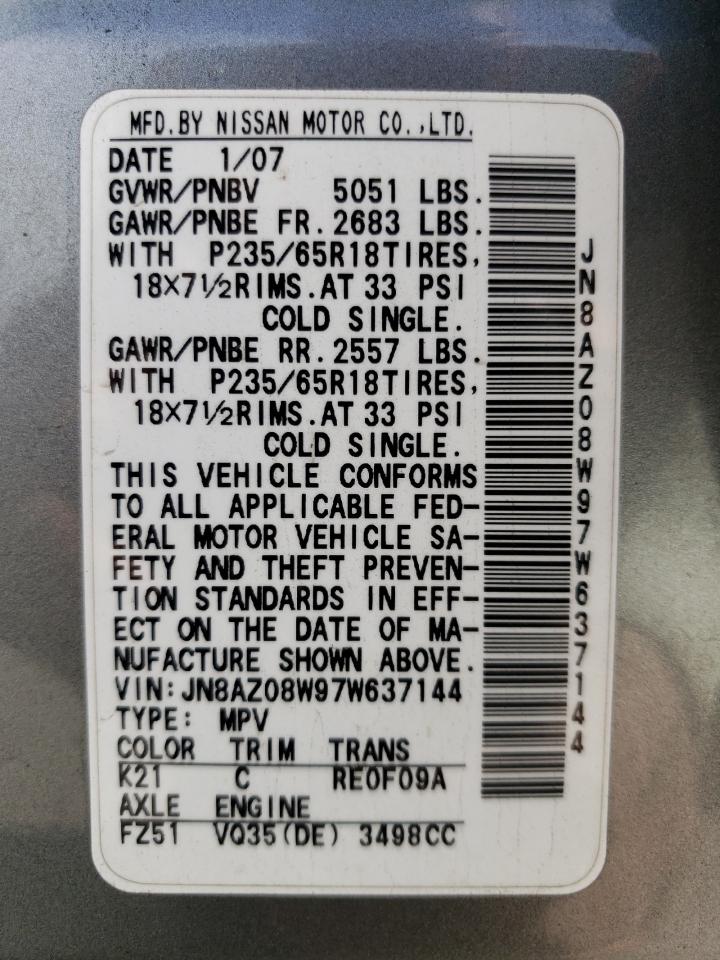 MFD.BY NISSAN MOTOR CO.,LTD.
DATE 1/07
GVWR/PNBV 5051 LBS.
GAWR/PNBE FR.2683 LBS.
WITH P235/65R18TIRES,
18×7½RIMS.AT 33 PSI
COLD SINGLE.
GAWR/PNBE RR.2557 LBS.
WITH P235/65R18TIRES,
18×7½RIMS.AT 33 PSI
COLD SINGLE.
THIS VEHICLE CONFORMS
TO ALL APPLICABLE FED-
ERAL MOTOR VEHICLE SA-
FETY AND THEFT PREVEN-
TION STANDARDS IN EFF-
ECT ON THE DATE OF MA-
NUFACTURE SHOWN ABOVE.
VIN:JN8AZ08W97W637144
TYPE: MPV
COLOR TRIM TRANS
K21 C RE0F09A
AXLE ENGINE
FZ51 VQ35(DE) 3498CC
JN8AZ08W97W637144